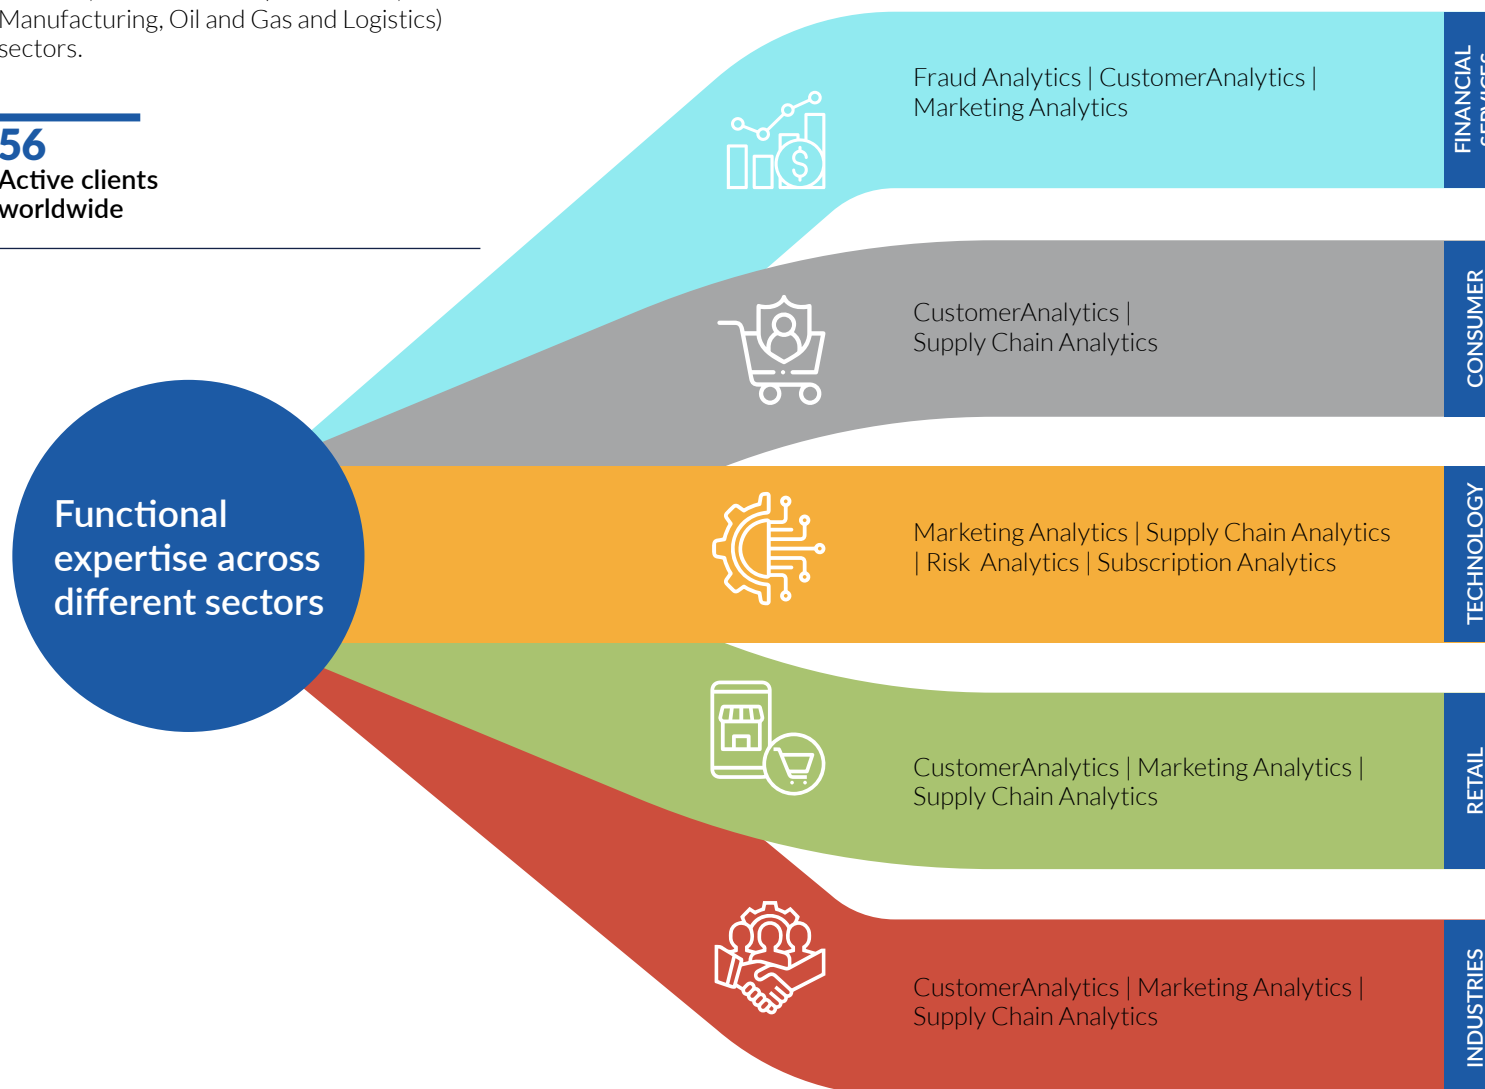 Manufacturing, Oil and Gas and Logistics)
sectors.
56
Active clients
worldwide
Functional
expertise across
different sectors
Fraud Analytics | CustomerAnalytics |
Marketing Analytics
FINANCIAL
SERVICES
CustomerAnalytics |
Supply Chain Analytics
CONSUMER
Marketing Analytics | Supply Chain Analytics
| Risk  Analytics | Subscription Analytics
TECHNOLOGY
CustomerAnalytics | Marketing Analytics |
Supply Chain Analytics
RETAIL
CustomerAnalytics | Marketing Analytics |
Supply Chain Analytics
INDUSTRIES